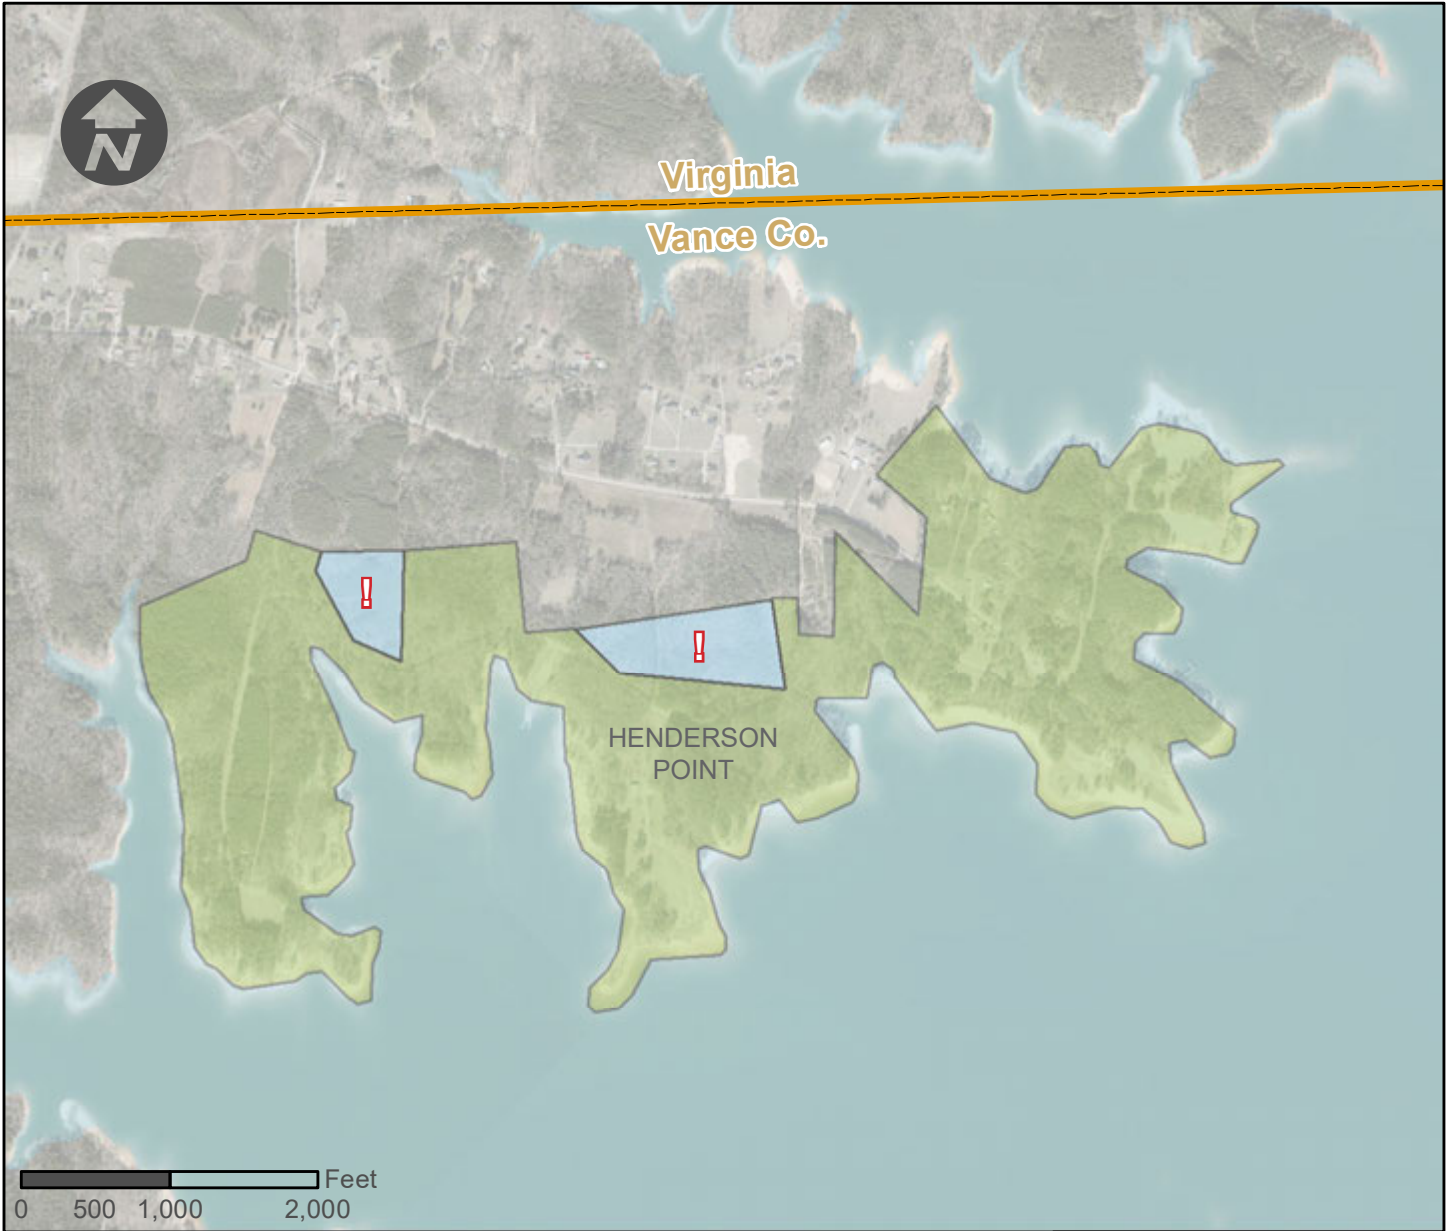 N
Virginia
Vance Co.
!
!
HENDERSON
POINT
Feet
0 500 1,000 2,000